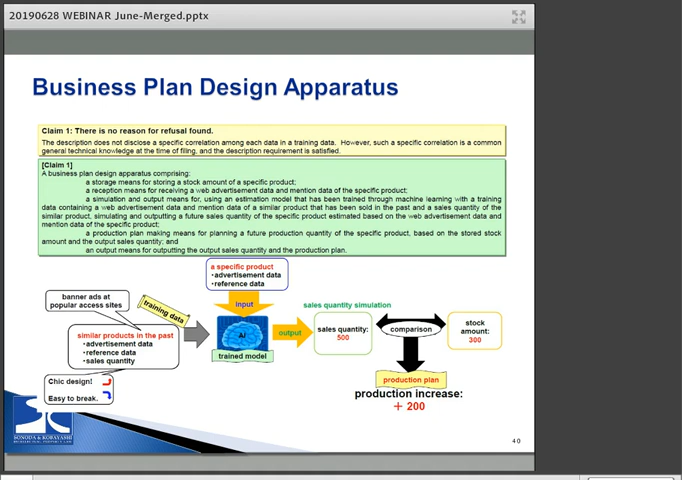 20190628 WEBINAR June-Merged.pptx
Business Plan Design Apparatus
Claim 1: There is no reason for refusal found.
The description does not disclose a specific correlation among each data in a training data. However, such a specific correlation is a common
general technical knowledge at the time of filing, and the description requirement is satisfied.
[Claim 1]
A business plan design apparatus comprising:
a storage means for storing a stock amount of a specific product;
a reception means for receiving a web advertisement data and mention data of the specific product;
a simulation and output means for, using an estimation model that has been trained through machine learning with a training
data containing a web advertisement data and mention data of a similar product that has been sold in the past and a sales quantity of the
similar product, simulating and outputting a future sales quantity of the specific product estimated based on the web advertisement data and
mention data of the specific product;
a production plan making means for planning a future production quantity of the specific product, based on the stored stock
amount and the output sales quantity; and
an output means for outputting the output sales quantity and the production plan.
a specific product
・advertisement data
・reference data
banner ads at
popular access sites
training data
input
sales quantity simulation
similar products in the past
・advertisement data
・reference data
・sales quantity
AI
trained model
output
sales quantity:
500
comparison
stock
amount:
300
Chic design!
Easy to break.
production plan
production increase:
＋ 200
SONODA & KOBAYASHI
40